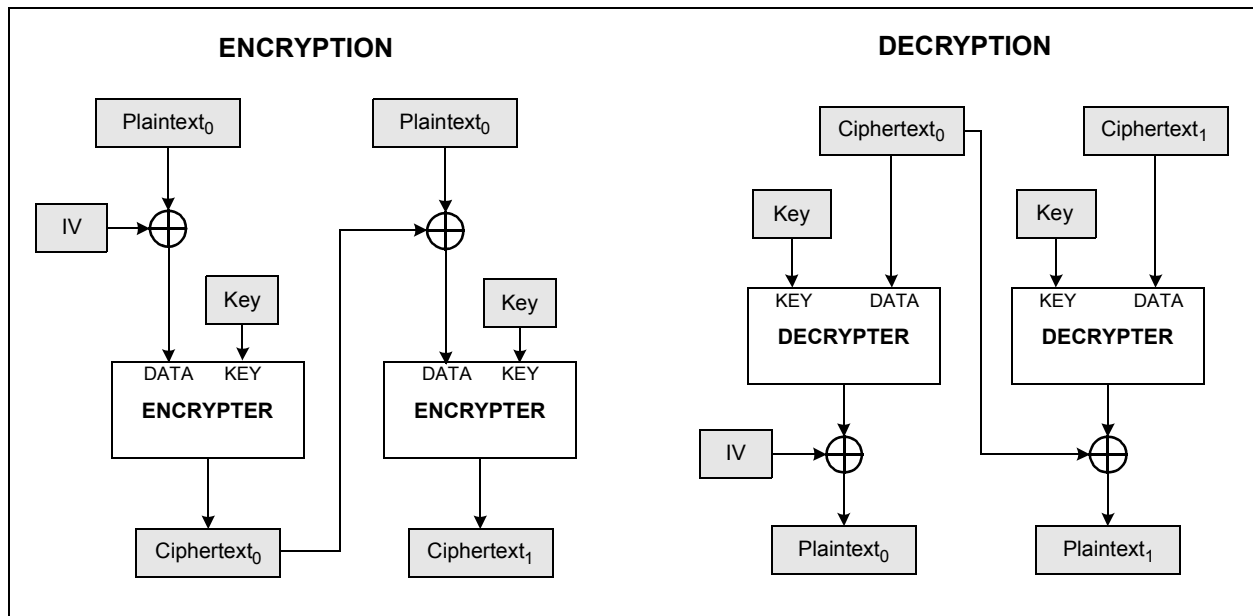 ENCRYPTION
Plaintext0
Plaintext0
IV
Key
Key
DATA KEY
ENCRYPTER
DATA KEY
ENCRYPTER
Ciphertext0
Ciphertext1
DECRYPTION
Ciphertext0
Ciphertext1
Key
Key
KEY DATA
DECRYPTER
KEY DATA
DECRYPTER
IV
Plaintext0
Plaintext1